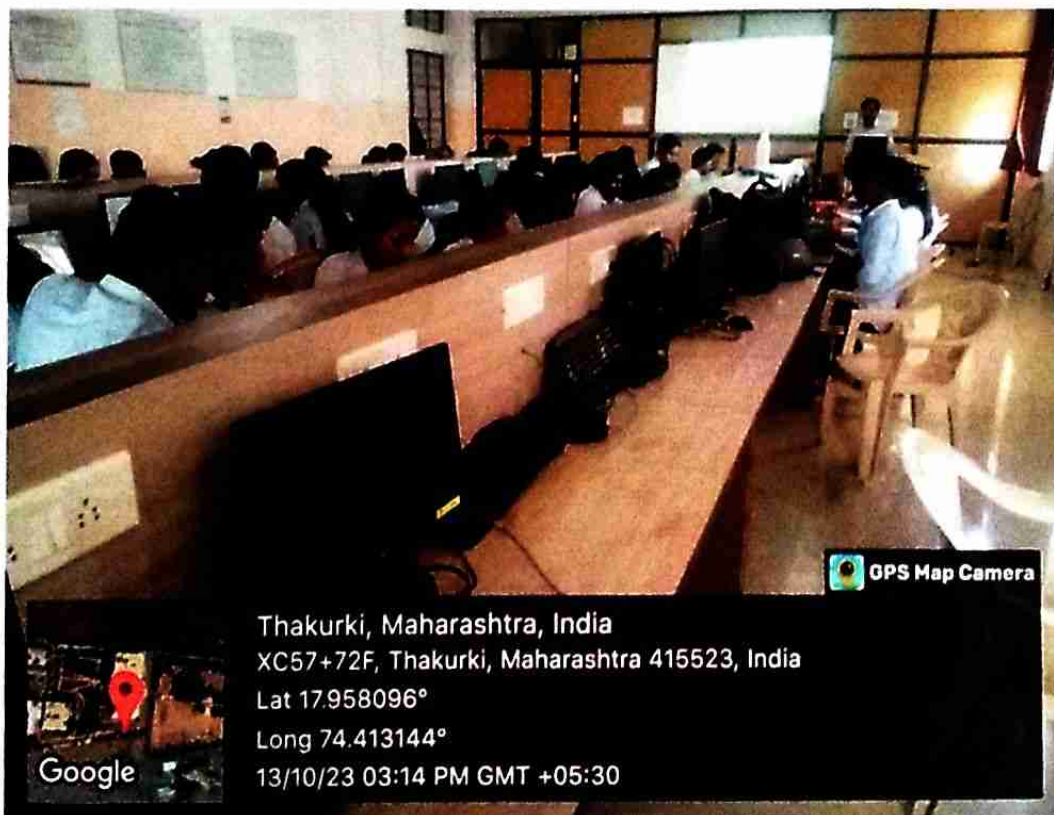 GPS Map Camera
Thakurki, Maharashtra, India
XC57+72F, Thakurki, Maharashtra 415523, India
Lat 17.958096°
Long 74.413144°
13/10/23 03:14 PM GMT +05:30
Google